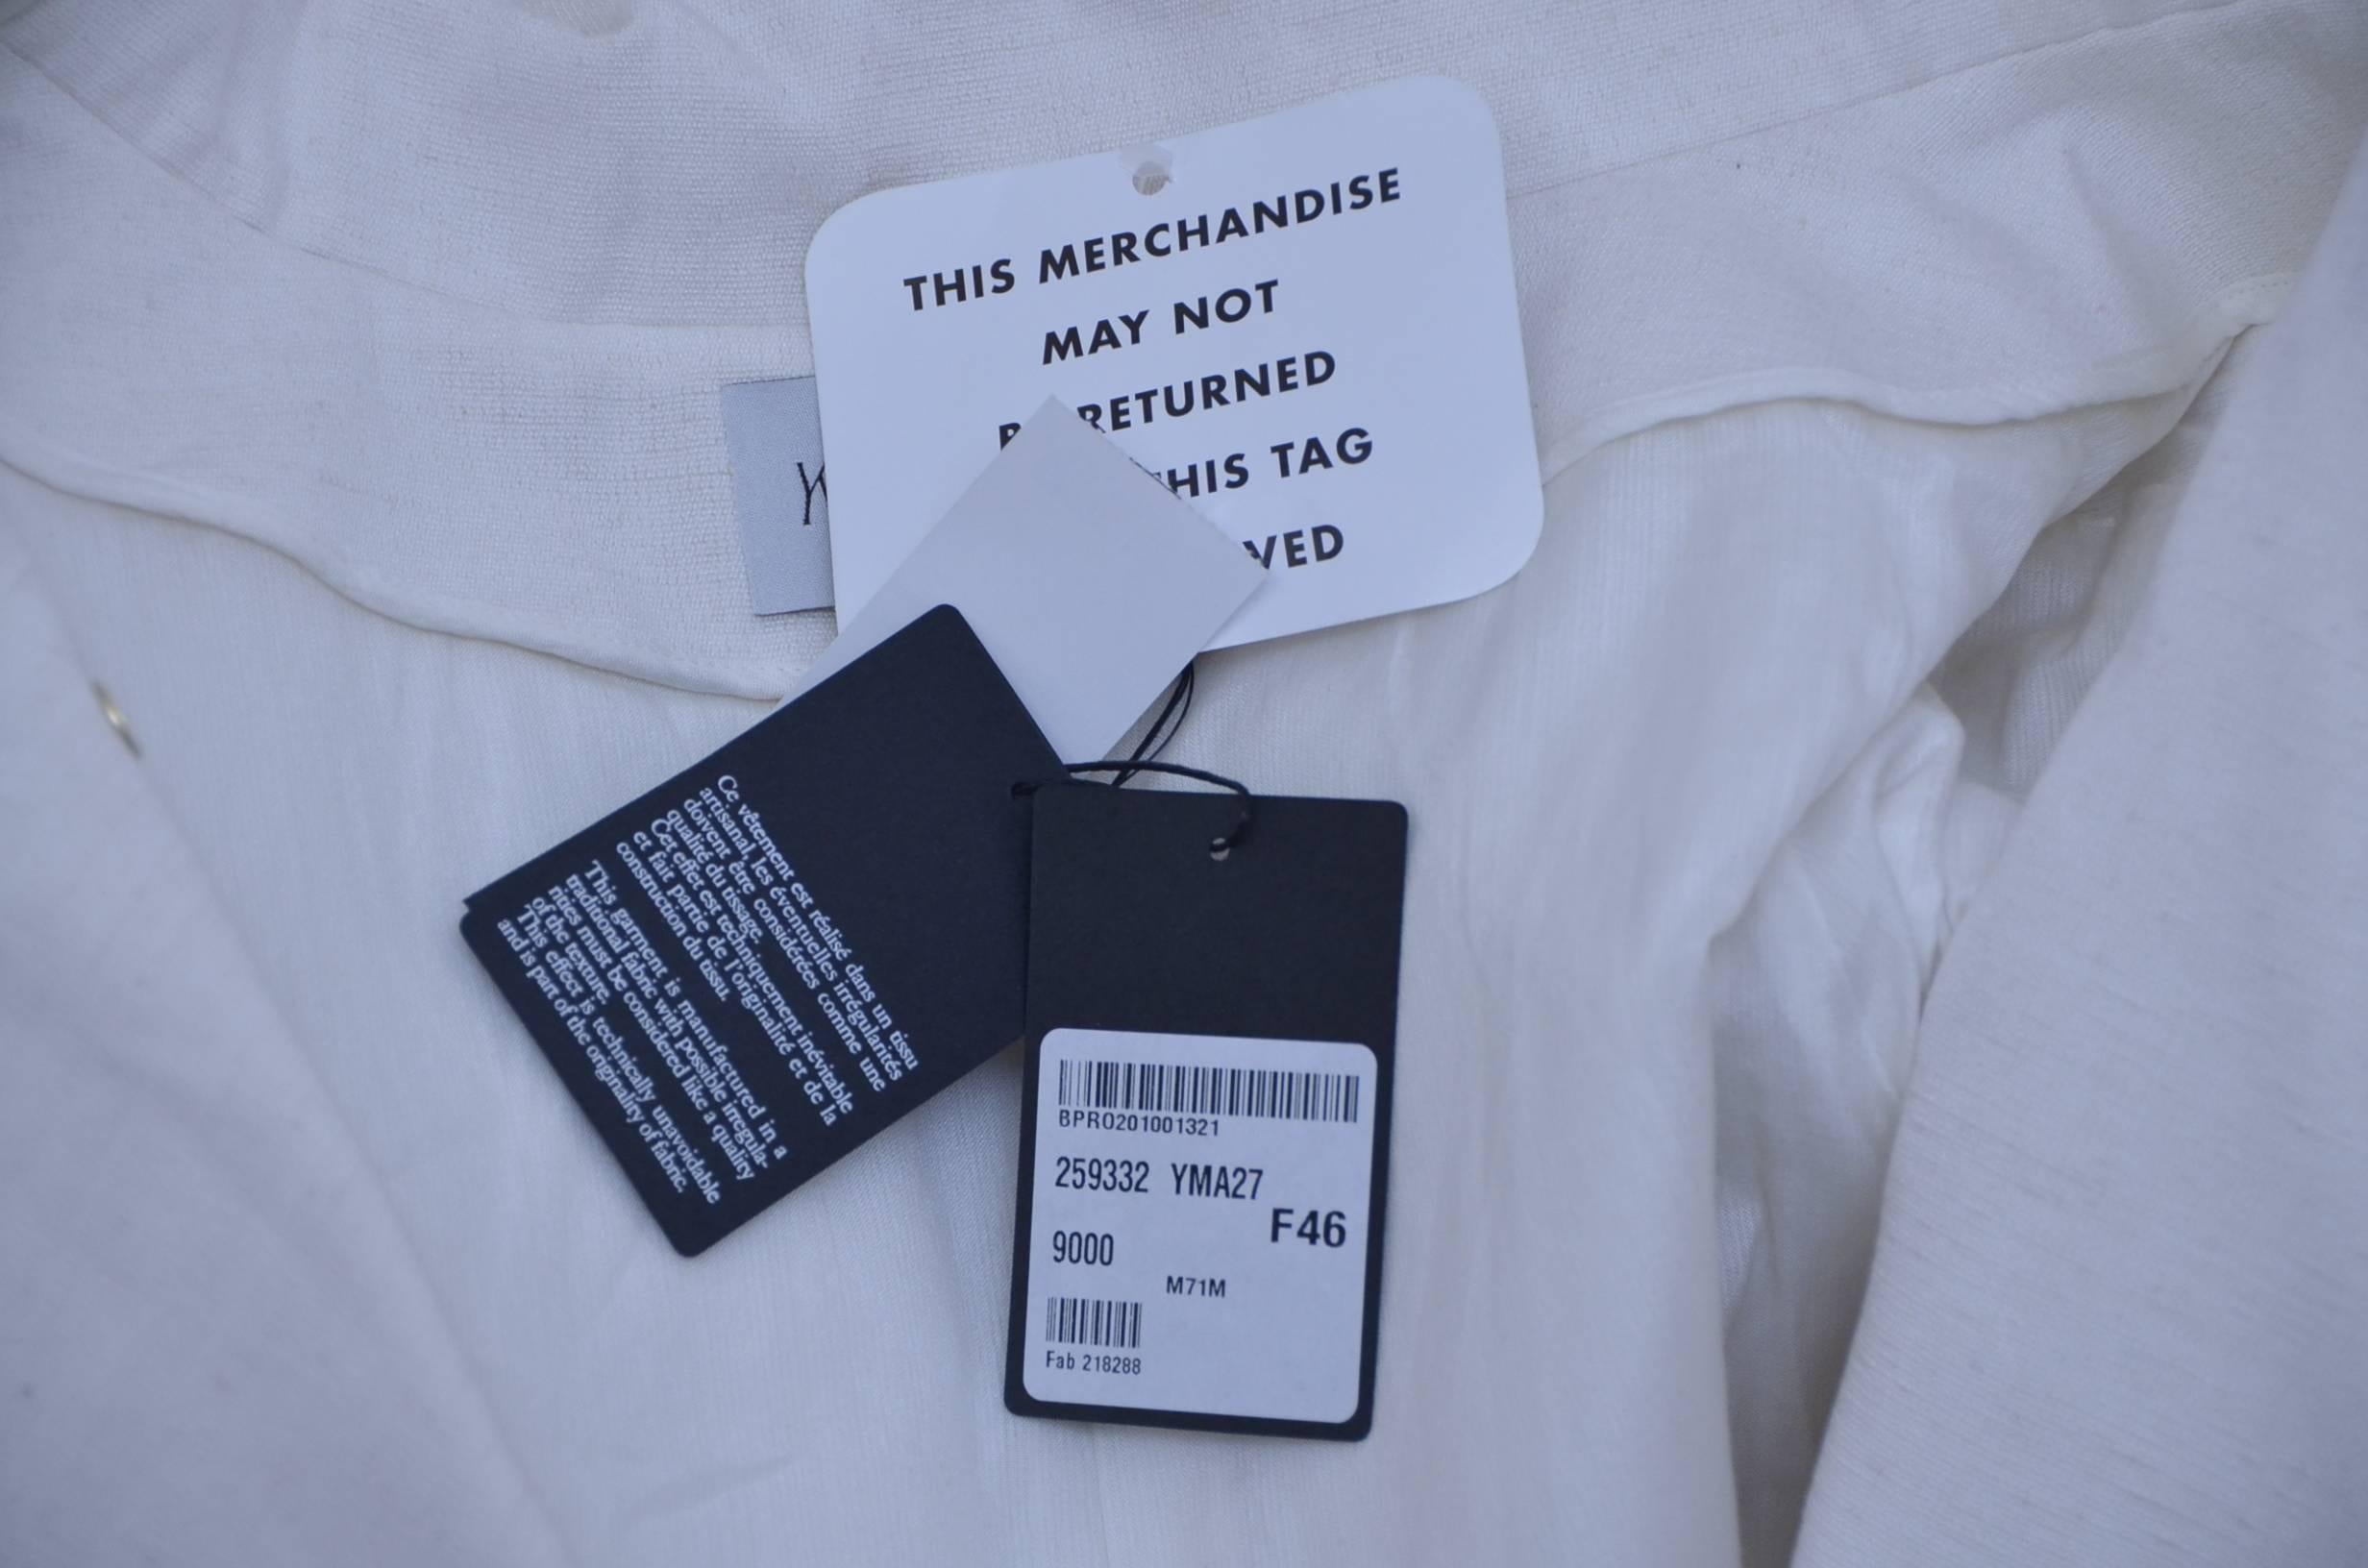 THIS MERCHANDISE
MAY NOT
RETURNED
THIS TAG
Y
Ce vêtement est réalisé dans un tissu
artisanal, les éventuelles irrégularités
doivent être considérées comme une
qualité du tissage.
Cet effet est techniquement inévitable
et fait partie de l'originalité et de la
construction du tissu.
This garment is manufactured in a
traditional fabric with possible irregula-
rities must be considered like a quality
of the texture.
This effect is technically unavoidable
and is part of the originality of fabric.
BPRO201001321
259332 YMA27
F46
9000
M71M
Fab 218288